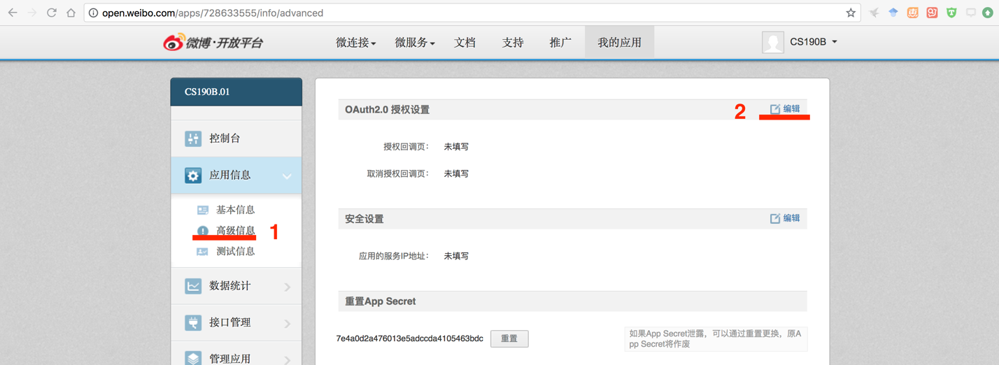 open.weibo.com/apps/728633555/info/advanced
微博·开放平台
微连接
微服务
文档
支持
推广
我的应用
CS190B
CS190B.01
控制台
应用信息
基本信息
高级信息
1
测试信息
数据统计
接口管理
管理应用
OAuth2.0 授权设置
2
编辑
授权回调页：
未填写
取消授权回调页：
未填写
安全设置
编辑
应用的服务IP地址：
未填写
重置App Secret
7e4a0d2a476013e5adccda4105463bdc
重置
如果App Secret泄露，可以通过重置更换，原A
pp Secret将作废